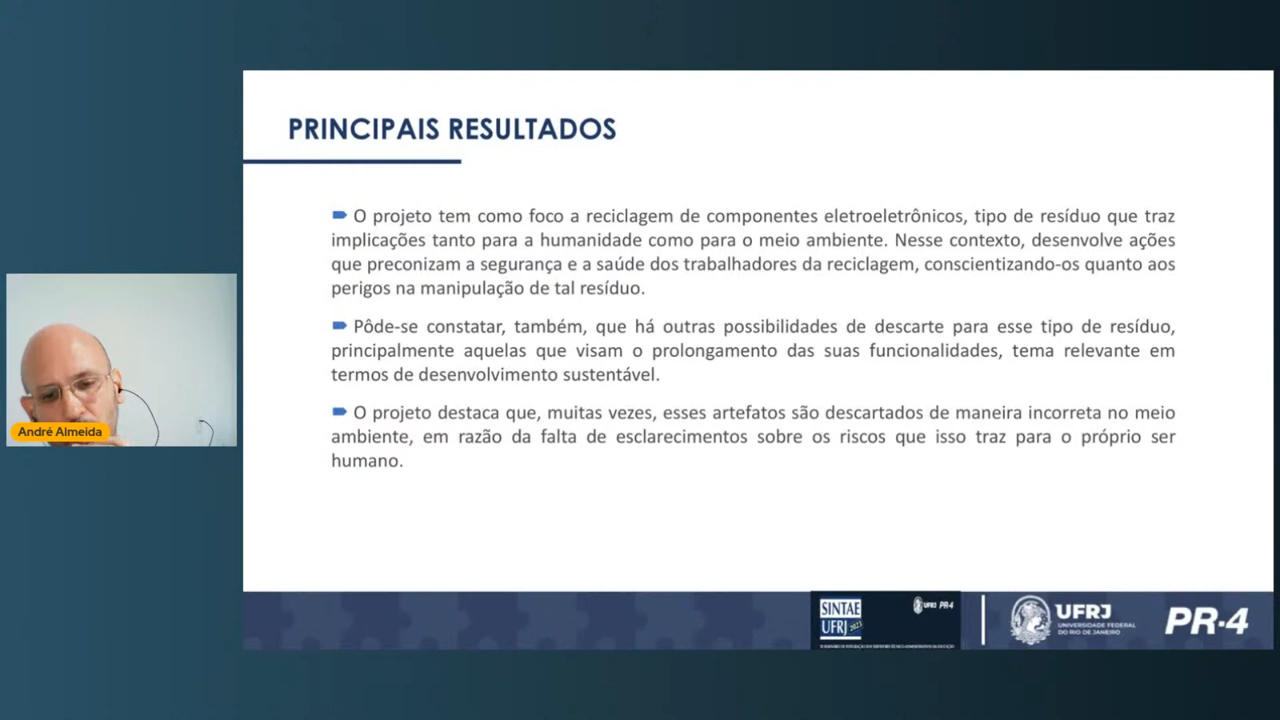 PRINCIPAIS RESULTADOS
O projeto tem como foco a reciclagem de componentes eletroeletrônicos, tipo de resíduo que traz
implicações tanto para a humanidade como para o meio ambiente. Nesse contexto, desenvolve ações
que preconizam a segurança e a saúde dos trabalhadores da reciclagem, conscientizando-os quanto aos
perigos na manipulação de tal resíduo.
Pôde-se constatar, também, que há outras possibilidades de descarte para esse tipo de resíduo,
principalmente aquelas que visam o prolongamento das suas funcionalidades, tema relevante em
termos de desenvolvimento sustentável.
O projeto destaca que, muitas vezes, esses artefatos são descartados de maneira incorreta no meio
ambiente, em razão da falta de esclarecimentos sobre os riscos que isso traz para o próprio ser
humano.
André Almeida
SINTAE
UFRJ 2023
UFRJ PR-4
UFRJ
UNIVERSIDADE FEDERAL
DO RIO DE JANEIRO
PR-4